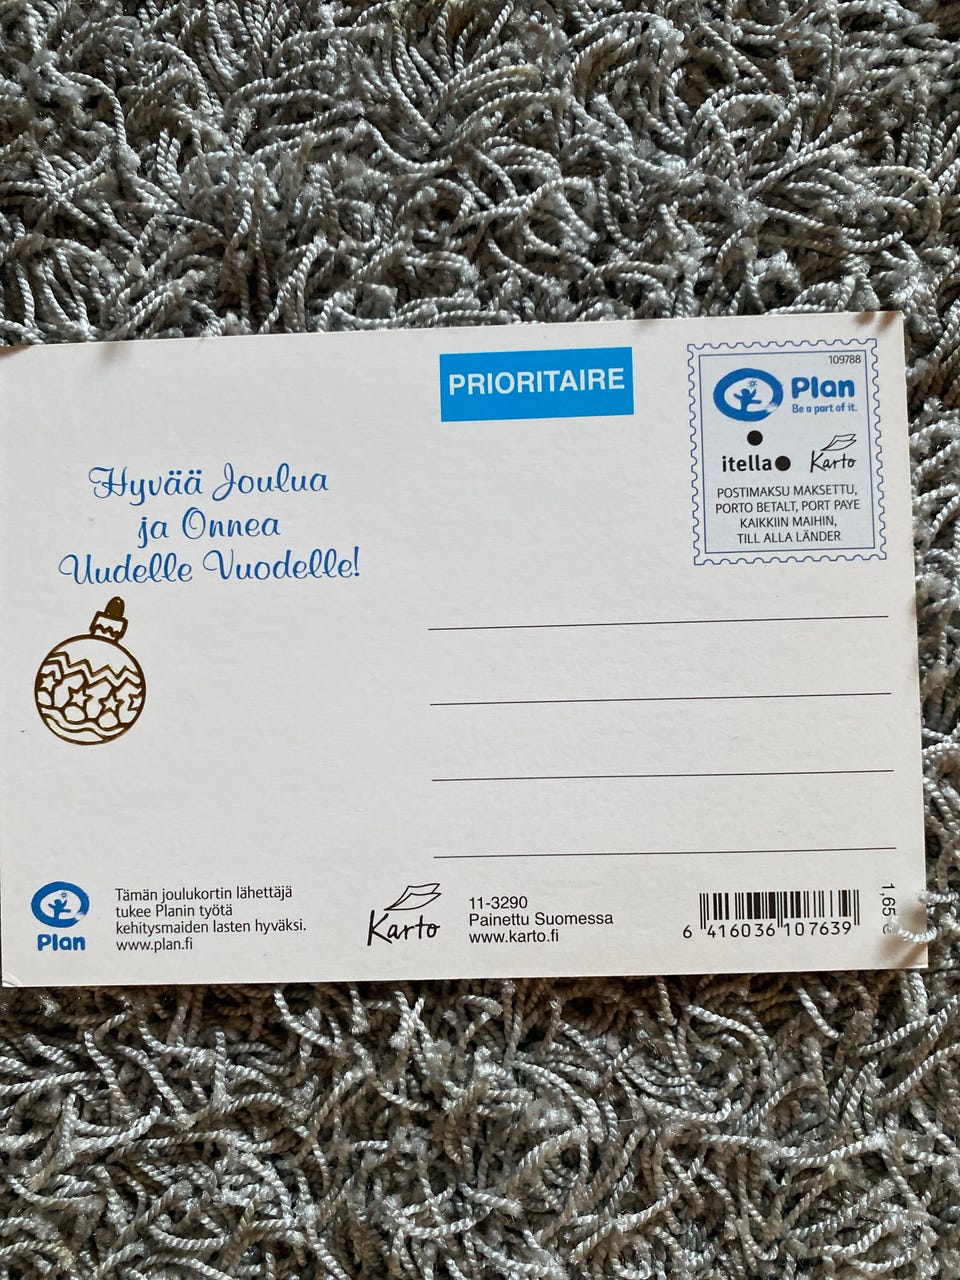 PRIORITAIRE
109788
Plan
Be a part of it.
itella
Karto
POSTIMAKSU MAKSETTU,
PORTO BETALT, PORT PAYE
KAIKKIIN MAIHIN,
TILL ALLA LÄNDER
Hyvää Joulua
ja Onnea
Uudelle Vuodelle!
Plan
Tämän joulukortin lähettäjä
tukee Planin työtä
kehitysmaiden lasten hyväksi.
www.plan.fi
Karto
11-3290
Painettu Suomessa
www.karto.fi
6 416036 107639
1,65